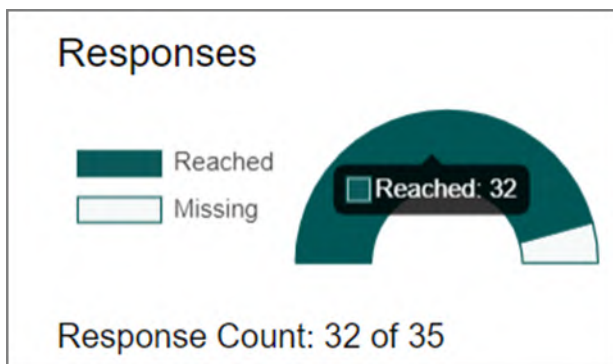 Responses
Reached
Missing
Reached: 32
Response Count: 32 of 35